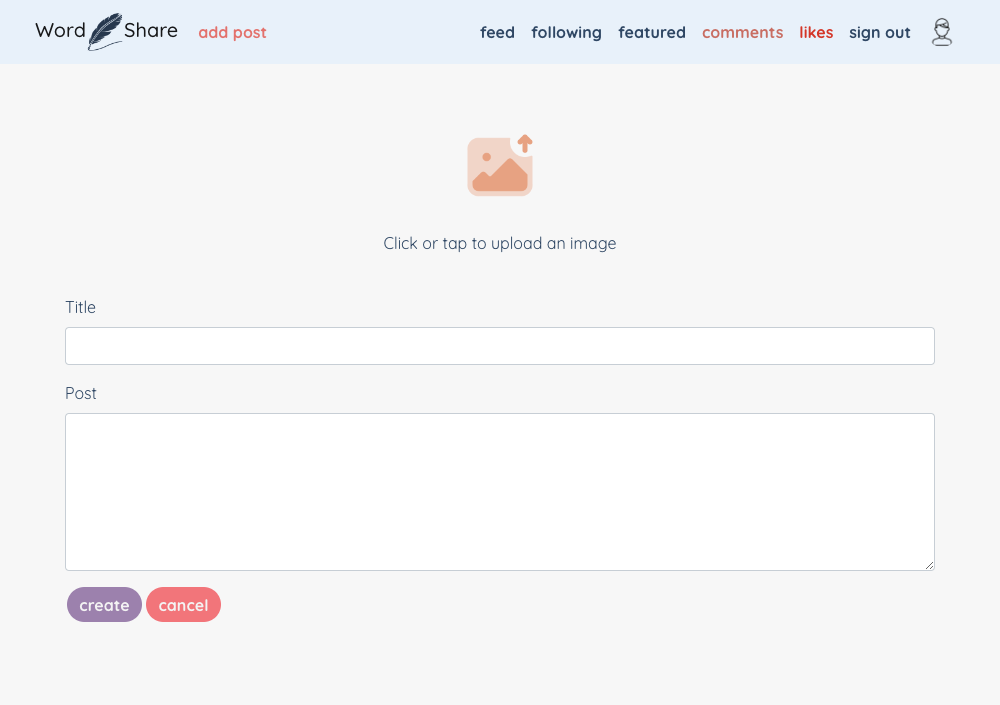 Word Share add post feed following featured comments likes sign out
Click or tap to upload an image
Title
Post
create cancel